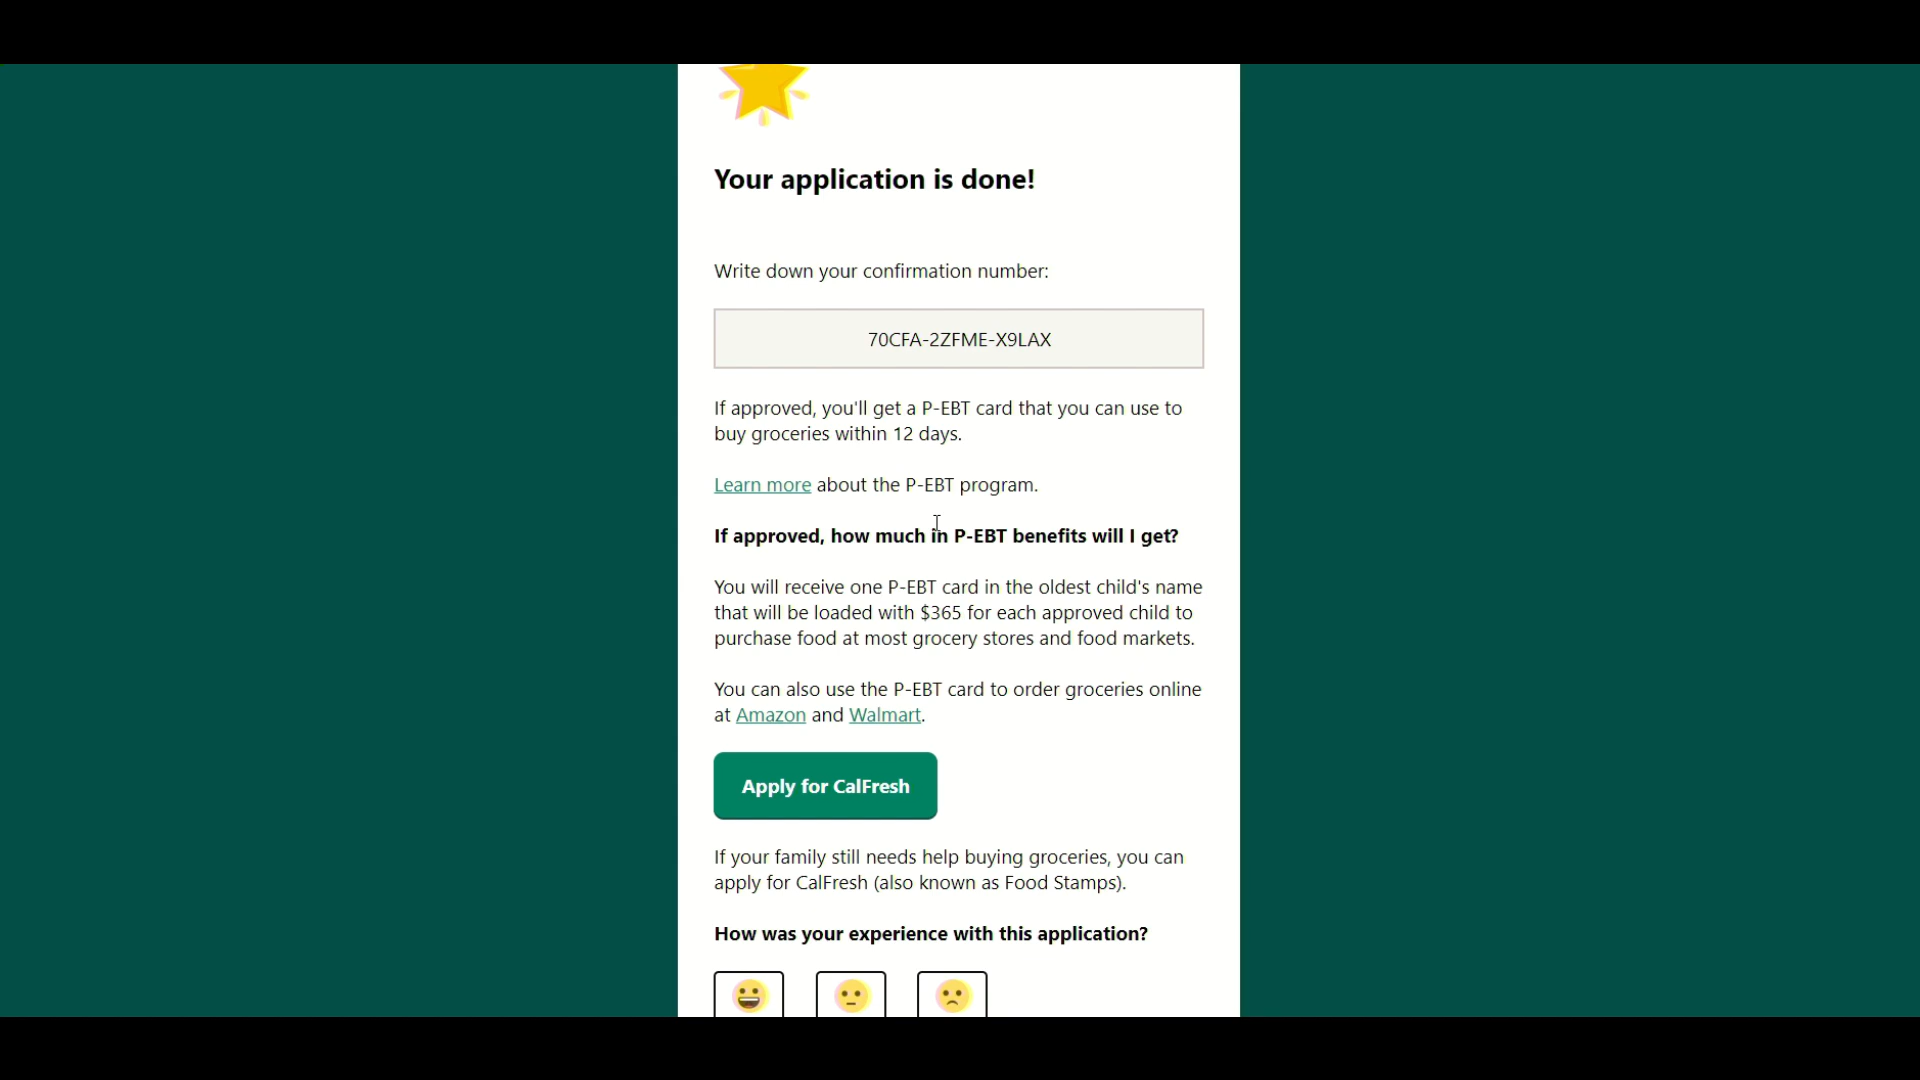 Your application is done!
Write down your confirmation number:
70CFA-2ZFME-X9LAX
If approved, you'll get a P-EBT card that you can use to
buy groceries within 12 days.
Learn more about the P-EBT program.
If approved, how much in P-EBT benefits will I get?
You will receive one P-EBT card in the oldest child's name
that will be loaded with $365 for each approved child to
purchase food at most grocery stores and food markets.
You can also use the P-EBT card to order groceries online
at Amazon and Walmart.
Apply for CalFresh
If your family still needs help buying groceries, you can
apply for CalFresh (also known as Food Stamps).
How was your experience with this application?